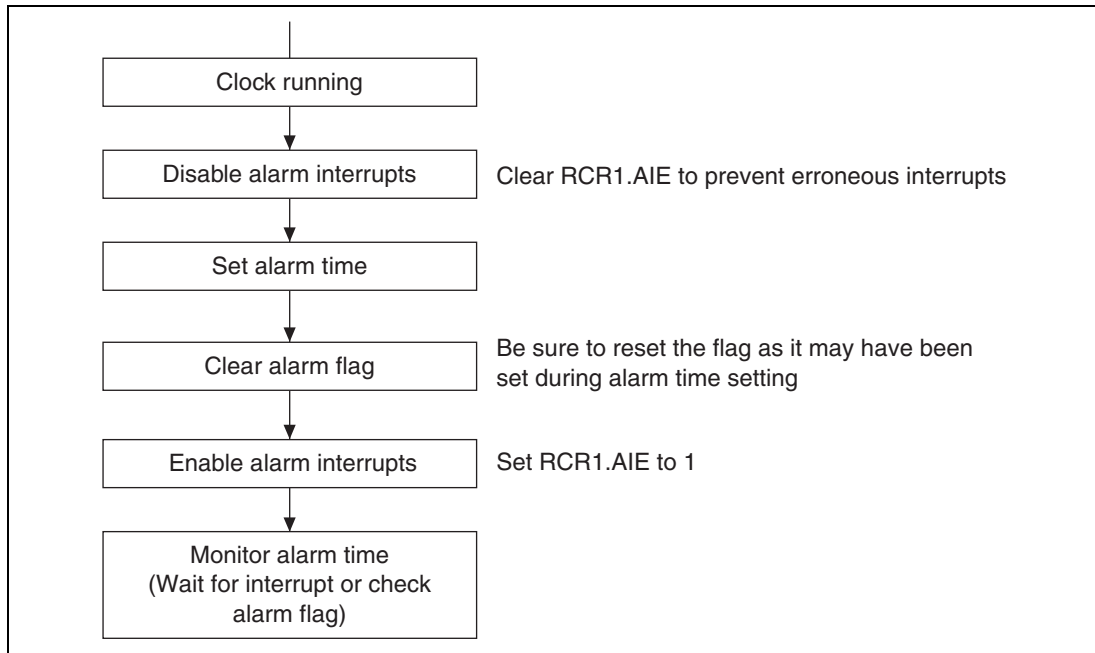 Clock running
Disable alarm interrupts
Clear RCR1.AIE to prevent erroneous interrupts
Set alarm time
Clear alarm flag
Be sure to reset the flag as it may have been
set during alarm time setting
Enable alarm interrupts
Set RCR1.AIE to 1
Monitor alarm time
(Wait for interrupt or check
alarm flag)